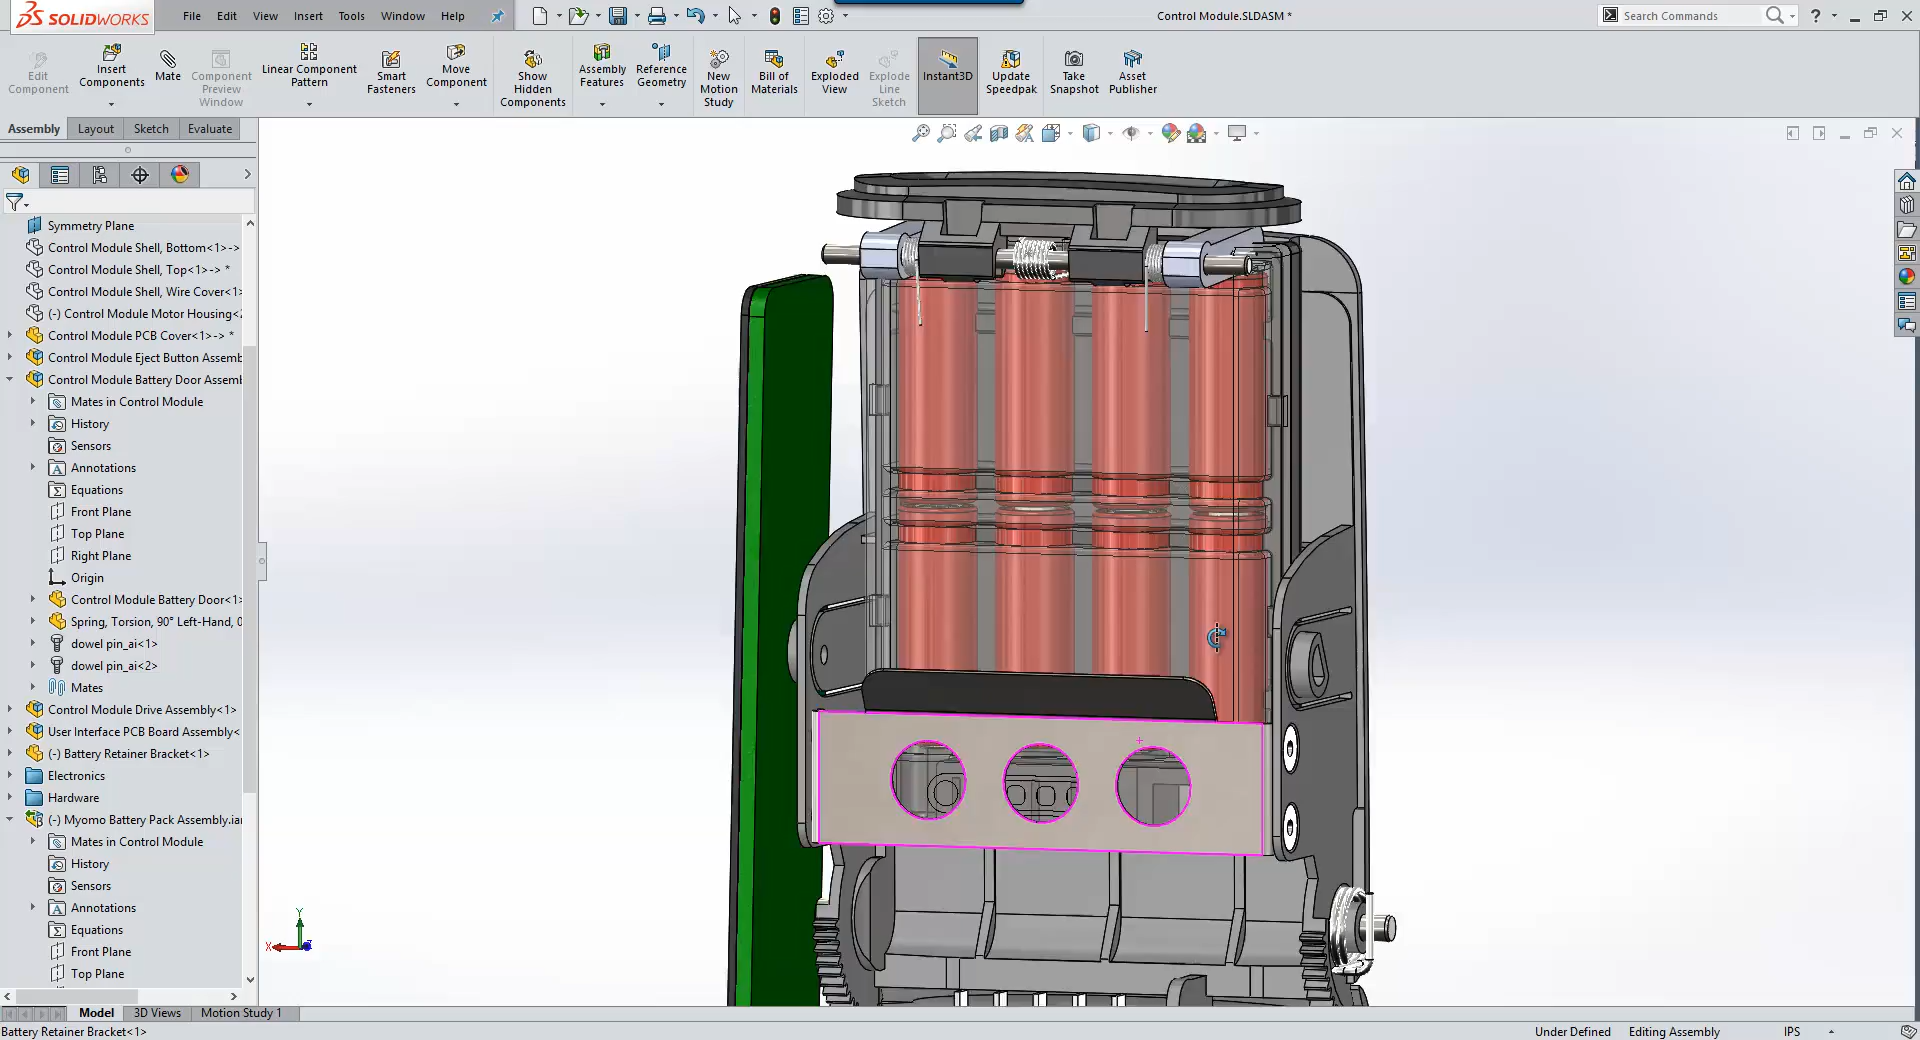 SOLIDWORKS
File Edit View Insert Tools Window Help
Control Module.SLDASM *
Search Commands
Edit Component
Insert Components
Mate
Component Preview Window
Linear Component Pattern
Smart Fasteners
Move Component
Show Hidden Components
Assembly Features
Reference Geometry
New Motion Study
Bill of Materials
Exploded View
Explode Line Sketch
Instant3D
Update Speedpak
Take Snapshot
Asset Publisher
Assembly Layout Sketch Evaluate
Symmetry Plane
Control Module Shell, Bottom<1>->
Control Module Shell, Top<1>-> *
Control Module Shell, Wire Cover<1>
(-) Control Module Motor Housing<
Control Module PCB Cover<1>-> *
Control Module Eject Button Assemb
Control Module Battery Door Assemb
Mates in Control Module
History
Sensors
Annotations
Equations
Front Plane
Top Plane
Right Plane
Origin
Control Module Battery Door<1>
Spring, Torsion, 90° Left-Hand, 0
dowel pin_ai<1>
dowel pin_ai<2>
Mates
Control Module Drive Assembly<1>
User Interface PCB Board Assembly<
(-) Battery Retainer Bracket<1>
Electronics
Hardware
(-) Myomo Battery Pack Assembly.iar
Mates in Control Module
History
Sensors
Annotations
Equations
Front Plane
Top Plane
Y
X
Z
Model 3D Views Motion Study 1
Battery Retainer Bracket<1>
Under Defined Editing Assembly IPS